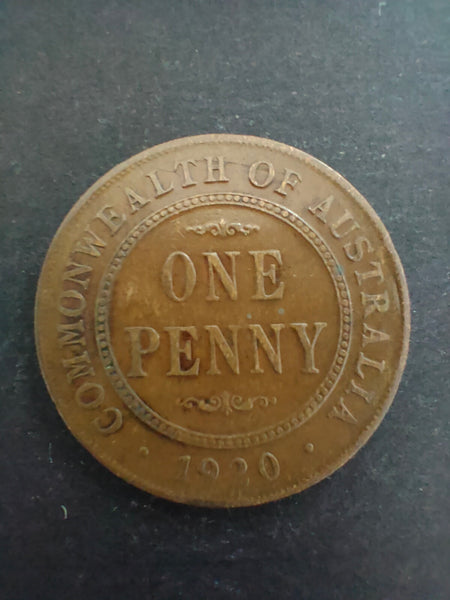 COMMONWEALTH OF AUSTRALIA
ONE
PENNY
· 1920 ·